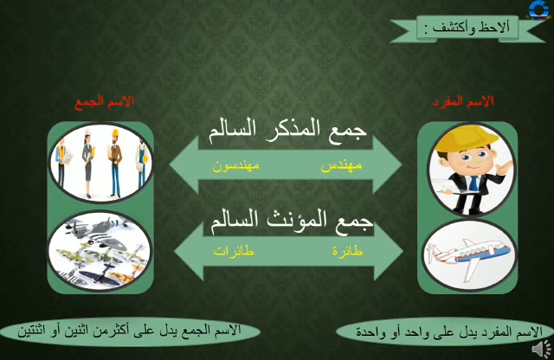 ألاحظ وأكتشف :
الاسم المفرد
الاسم الجمع
جمع المذكر السالم
مهندس
مهندسون
جمع المؤنث السالم
طائرة
طائرات
الاسم المفرد يدل على واحد أو واحدة
الاسم الجمع يدل على أكثر من اثنين أو اثنتين